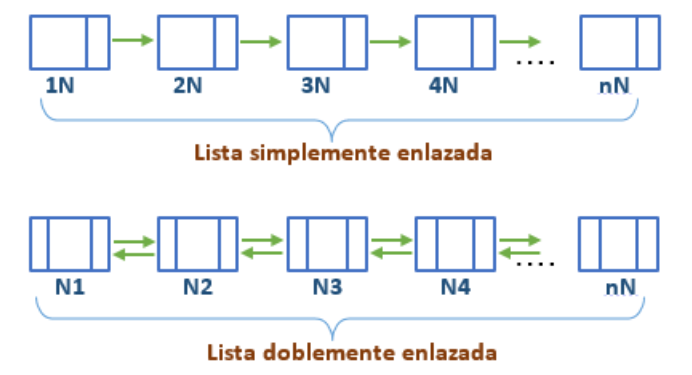 1N 2N 3N 4N .... nN
Lista simplemente enlazada
N1 N2 N3 N4 .... nN
Lista doblemente enlazada